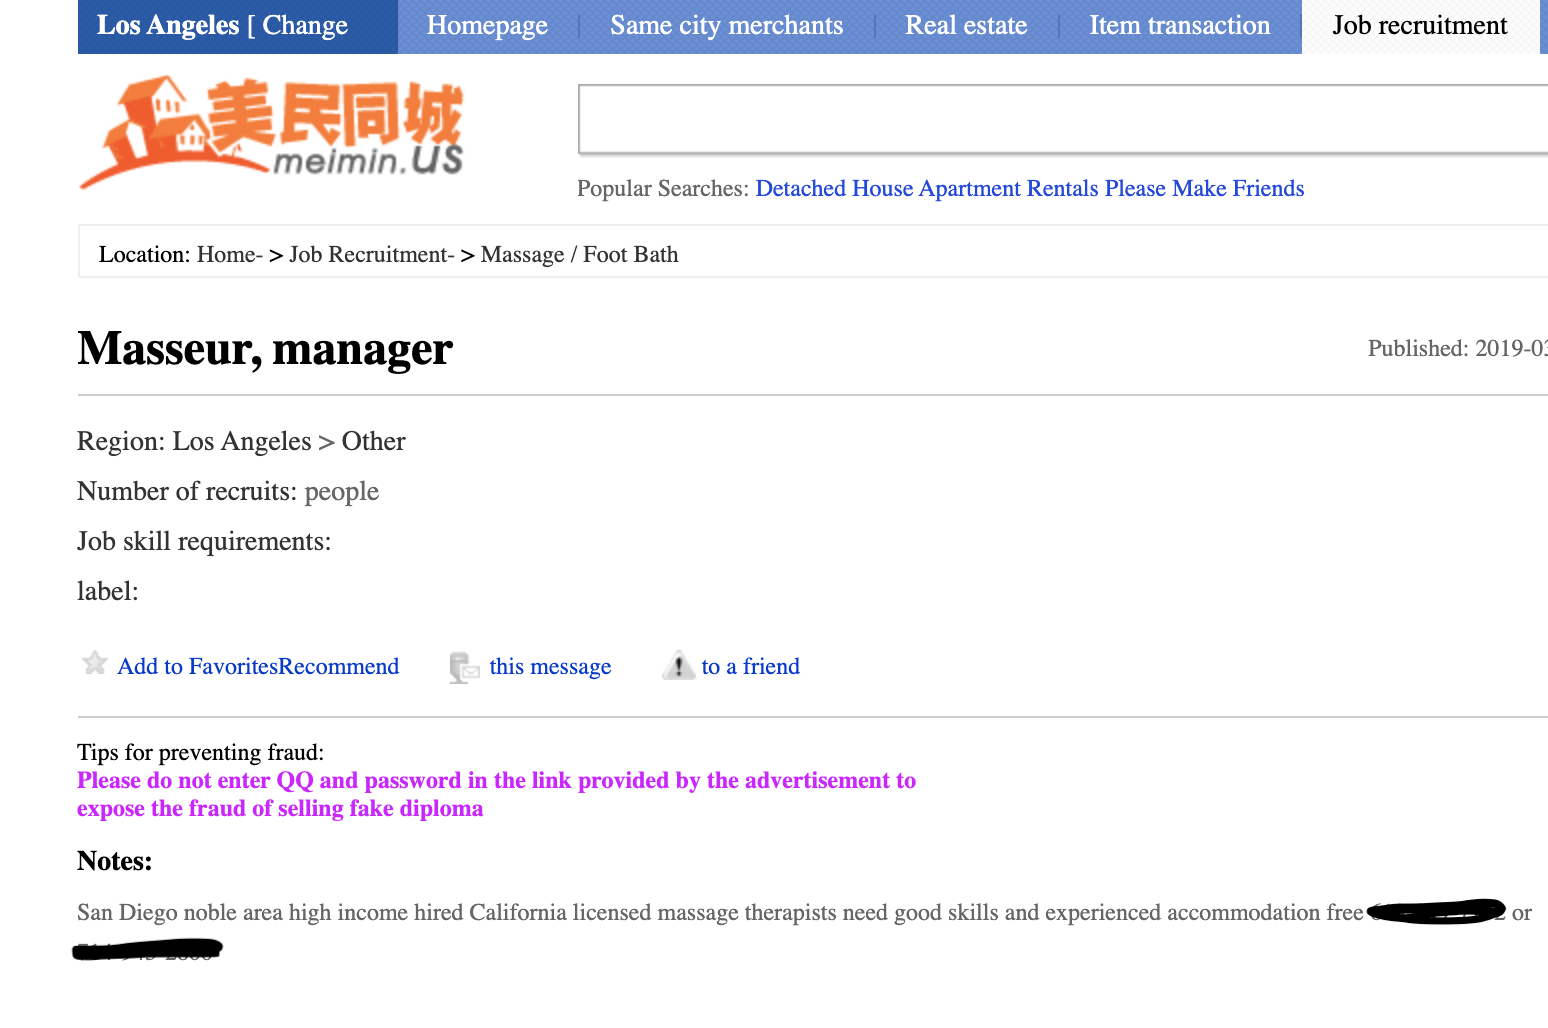 Los Angeles [ Change
Homepage
Same city merchants
Real estate
Item transaction
Job recruitment
美民同城
meimin.us
Popular Searches: Detached House Apartment Rentals Please Make Friends
Location: Home- > Job Recruitment- > Massage / Foot Bath
Masseur, manager
Published: 2019-03
Region: Los Angeles > Other
Number of recruits: people
Job skill requirements:
label:
Add to FavoritesRecommend
this message
to a friend
Tips for preventing fraud:
Please do not enter QQ and password in the link provided by the advertisement to
expose the fraud of selling fake diploma
Notes:
San Diego noble area high income hired California licensed massage therapists need good skills and experienced accommodation free or